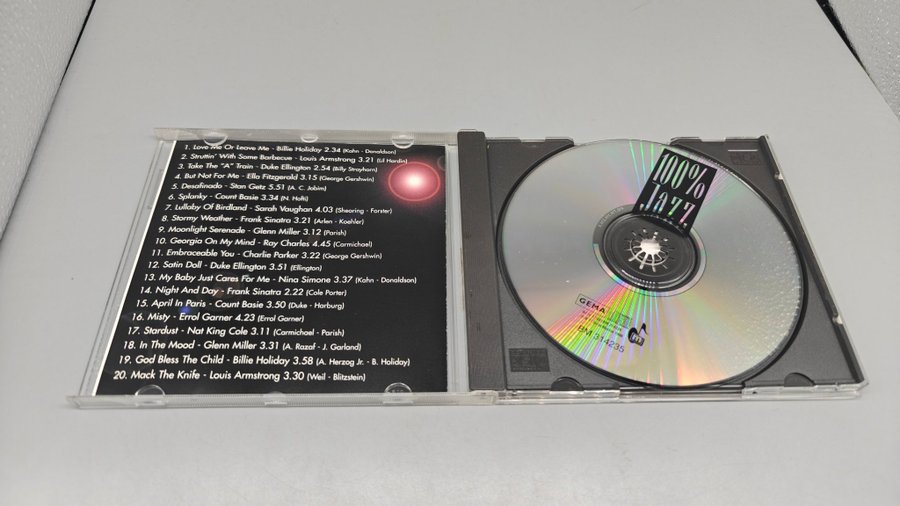 1. Love Me Or Leave Me - Billie Holiday 2.34 (Kahn - Donaldson)
2. Struttin' With Some Barbecue - Louis Armstrong 3.21 (Lil Hardin)
3. Take The "A" Train - Duke Ellington 2.54 (Billy Strayhorn)
4. But Not For Me - Ella Fitzgerald 3.15 (George Gershwin)
5. Desafinado - Stan Getz 5.51 (A. C. Jobim)
6. Splanky - Count Basie 3.34 (N. Hefti)
7. Lullaby Of Birdland - Sarah Vaughan 4.03 (Shearing - Forster)
8. Stormy Weather - Frank Sinatra 3.21 (Arlen - Koehler)
9. Moonlight Serenade - Glenn Miller 3.12 (Parish)
10. Georgia On My Mind - Ray Charles 4.45 (Carmichael)
11. Embraceable You - Charlie Parker 3.22 (George Gershwin)
12. Satin Doll - Duke Ellington 3.51 (Ellington)
13. My Baby Just Cares For Me - Nina Simone 3.37 (Kahn - Donaldson)
14. Night And Day - Frank Sinatra 2.22 (Cole Porter)
15. April In Paris - Count Basie 3.50 (Duke - Harburg)
16. Misty - Errol Garner 4.23 (Errol Garner)
17. Stardust - Nat King Cole 3.11 (Carmichael - Parish)
18. In The Mood - Glenn Miller 3.31 (A. Razaf - J. Garland)
19. God Bless The Child - Billie Holiday 3.58 (A. Herzog Jr. - B. Holiday)
20. Mack The Knife - Louis Armstrong 3.30 (Weil - Blitzstein)
100%
Jazz
GEMA
BM 314235